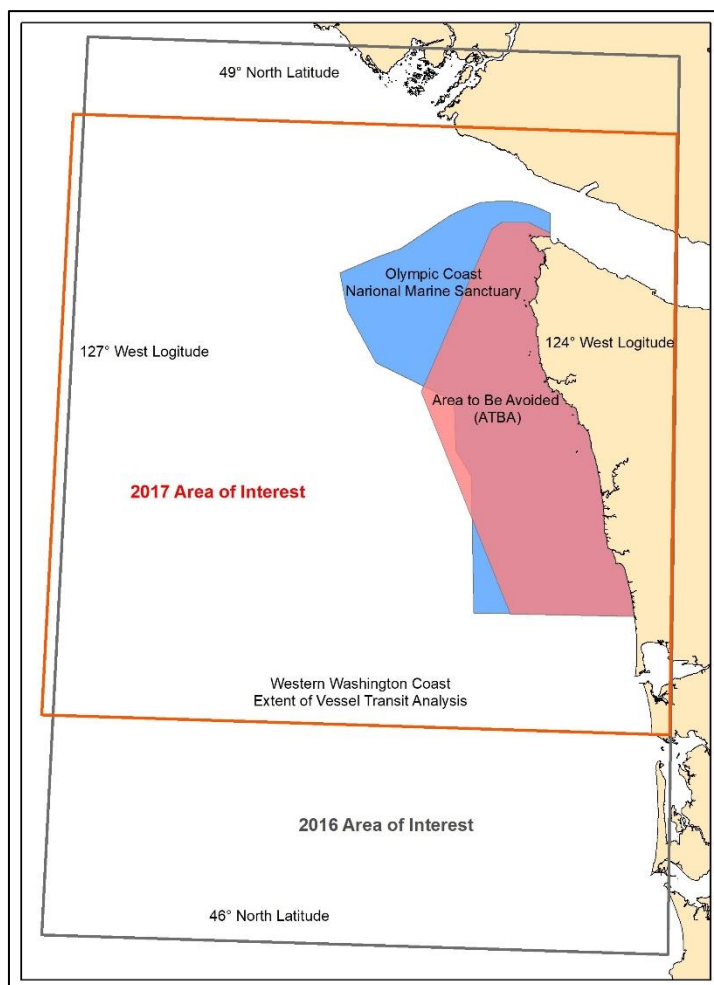 49° North Latitude
Olympic Coast
Narional Marine Sanctuary
127° West Logitude
124° West Logitude
Area to Be Avoided
(ATBA)
2017 Area of Interest
Western Washington Coast
Extent of Vessel Transit Analysis
2016 Area of Interest
46° North Latitude